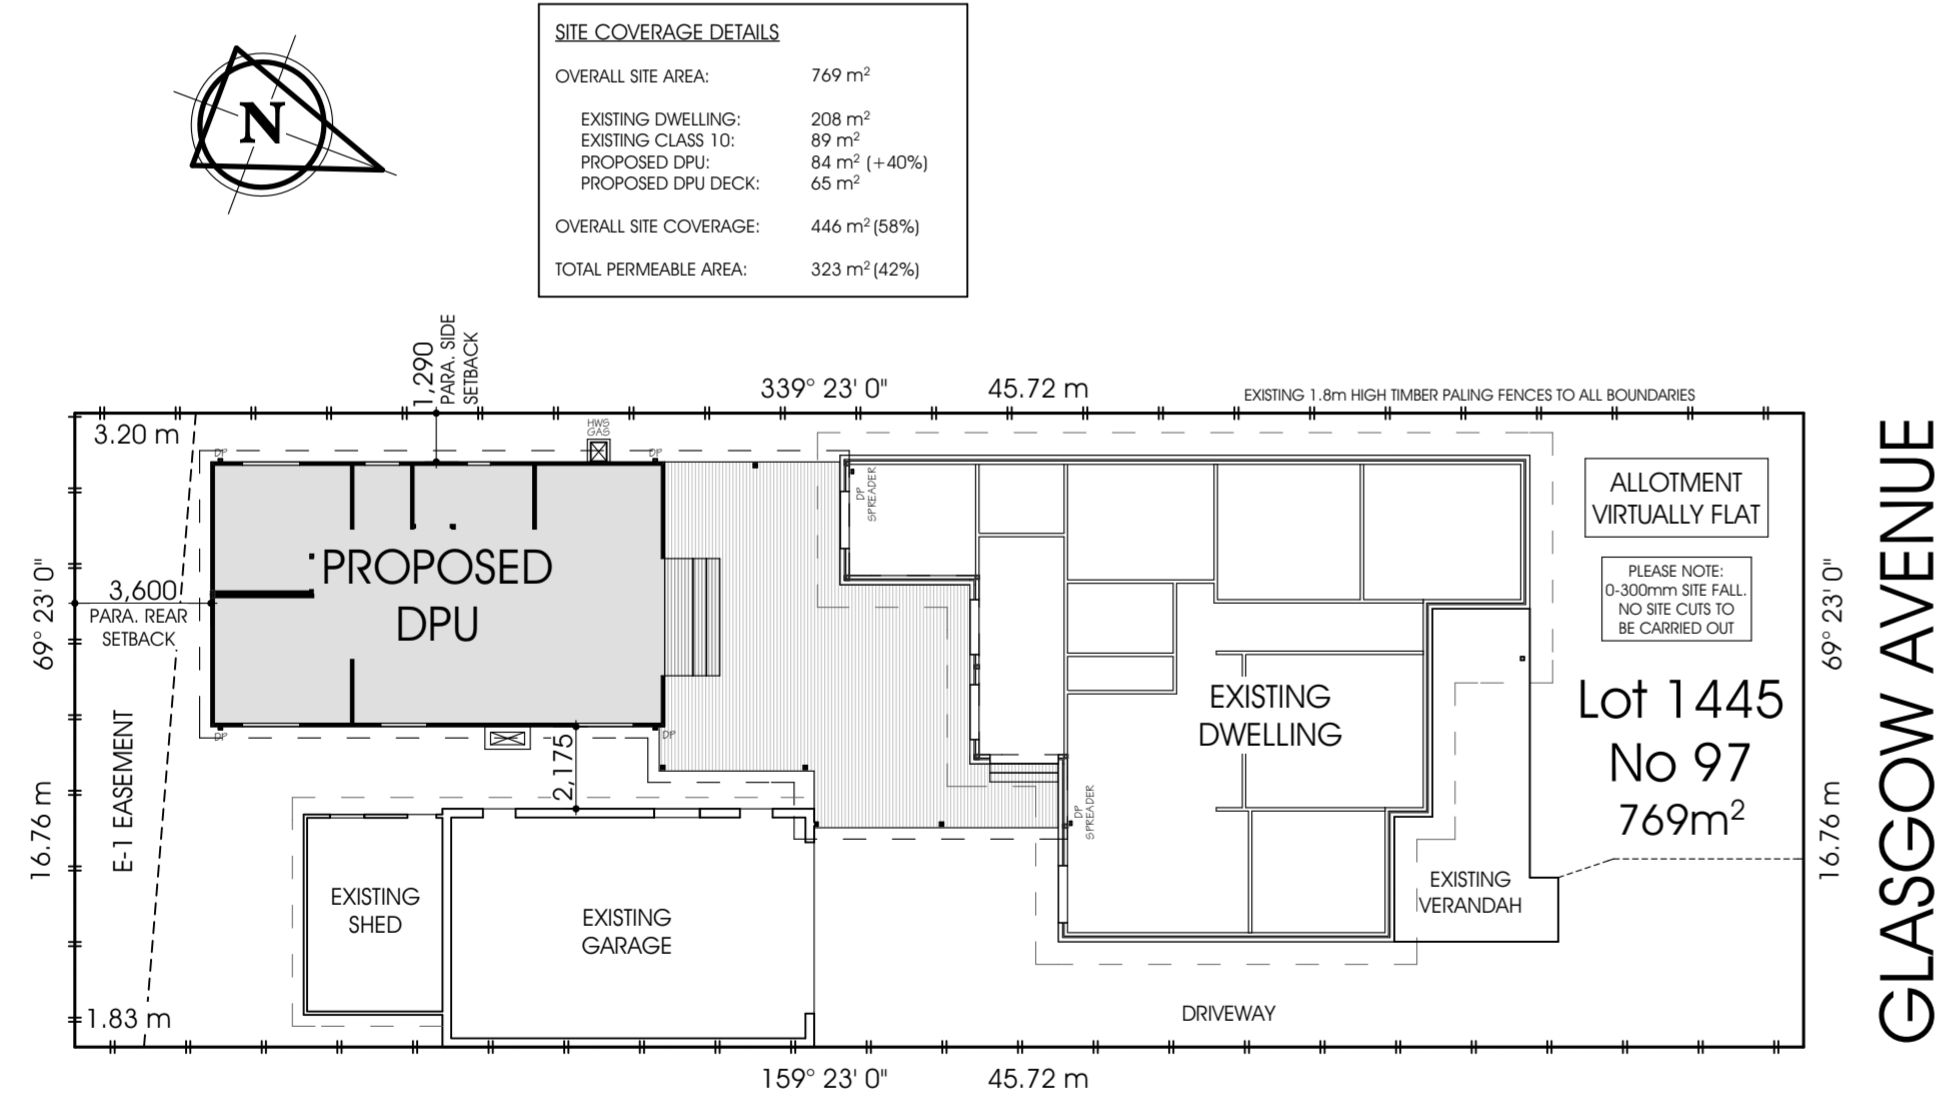 N
SITE COVERAGE DETAILS
OVERALL SITE AREA: 769 m²
EXISTING DWELLING: 208 m²
EXISTING CLASS 10: 89 m²
PROPOSED DPU: 84 m² (+40%)
PROPOSED DPU DECK: 65 m²
OVERALL SITE COVERAGE: 446 m² (58%)
TOTAL PERMEABLE AREA: 323 m² (42%)
1,290
PARA. SIDE
SETBACK
339° 23' 0" 45.72 m
EXISTING 1.8m HIGH TIMBER PALING FENCES TO ALL BOUNDARIES
3.20 m
HWS
GAS
DP
DP
DP
SPREADER
ALLOTMENT
VIRTUALLY FLAT
PROPOSED
DPU
3,600
PARA. REAR
SETBACK
69° 23' 0"
16.76 m
E-1 EASEMENT
DP
DP
2,175
EXISTING
DWELLING
DP
SPREADER
PLEASE NOTE:
0-300mm SITE FALL.
NO SITE CUTS TO
BE CARRIED OUT
Lot 1445
No 97
769m²
69° 23' 0"
16.76 m
GLASGOW AVENUE
EXISTING
SHED
EXISTING
GARAGE
EXISTING
VERANDAH
DRIVEWAY
1.83 m
159° 23' 0" 45.72 m